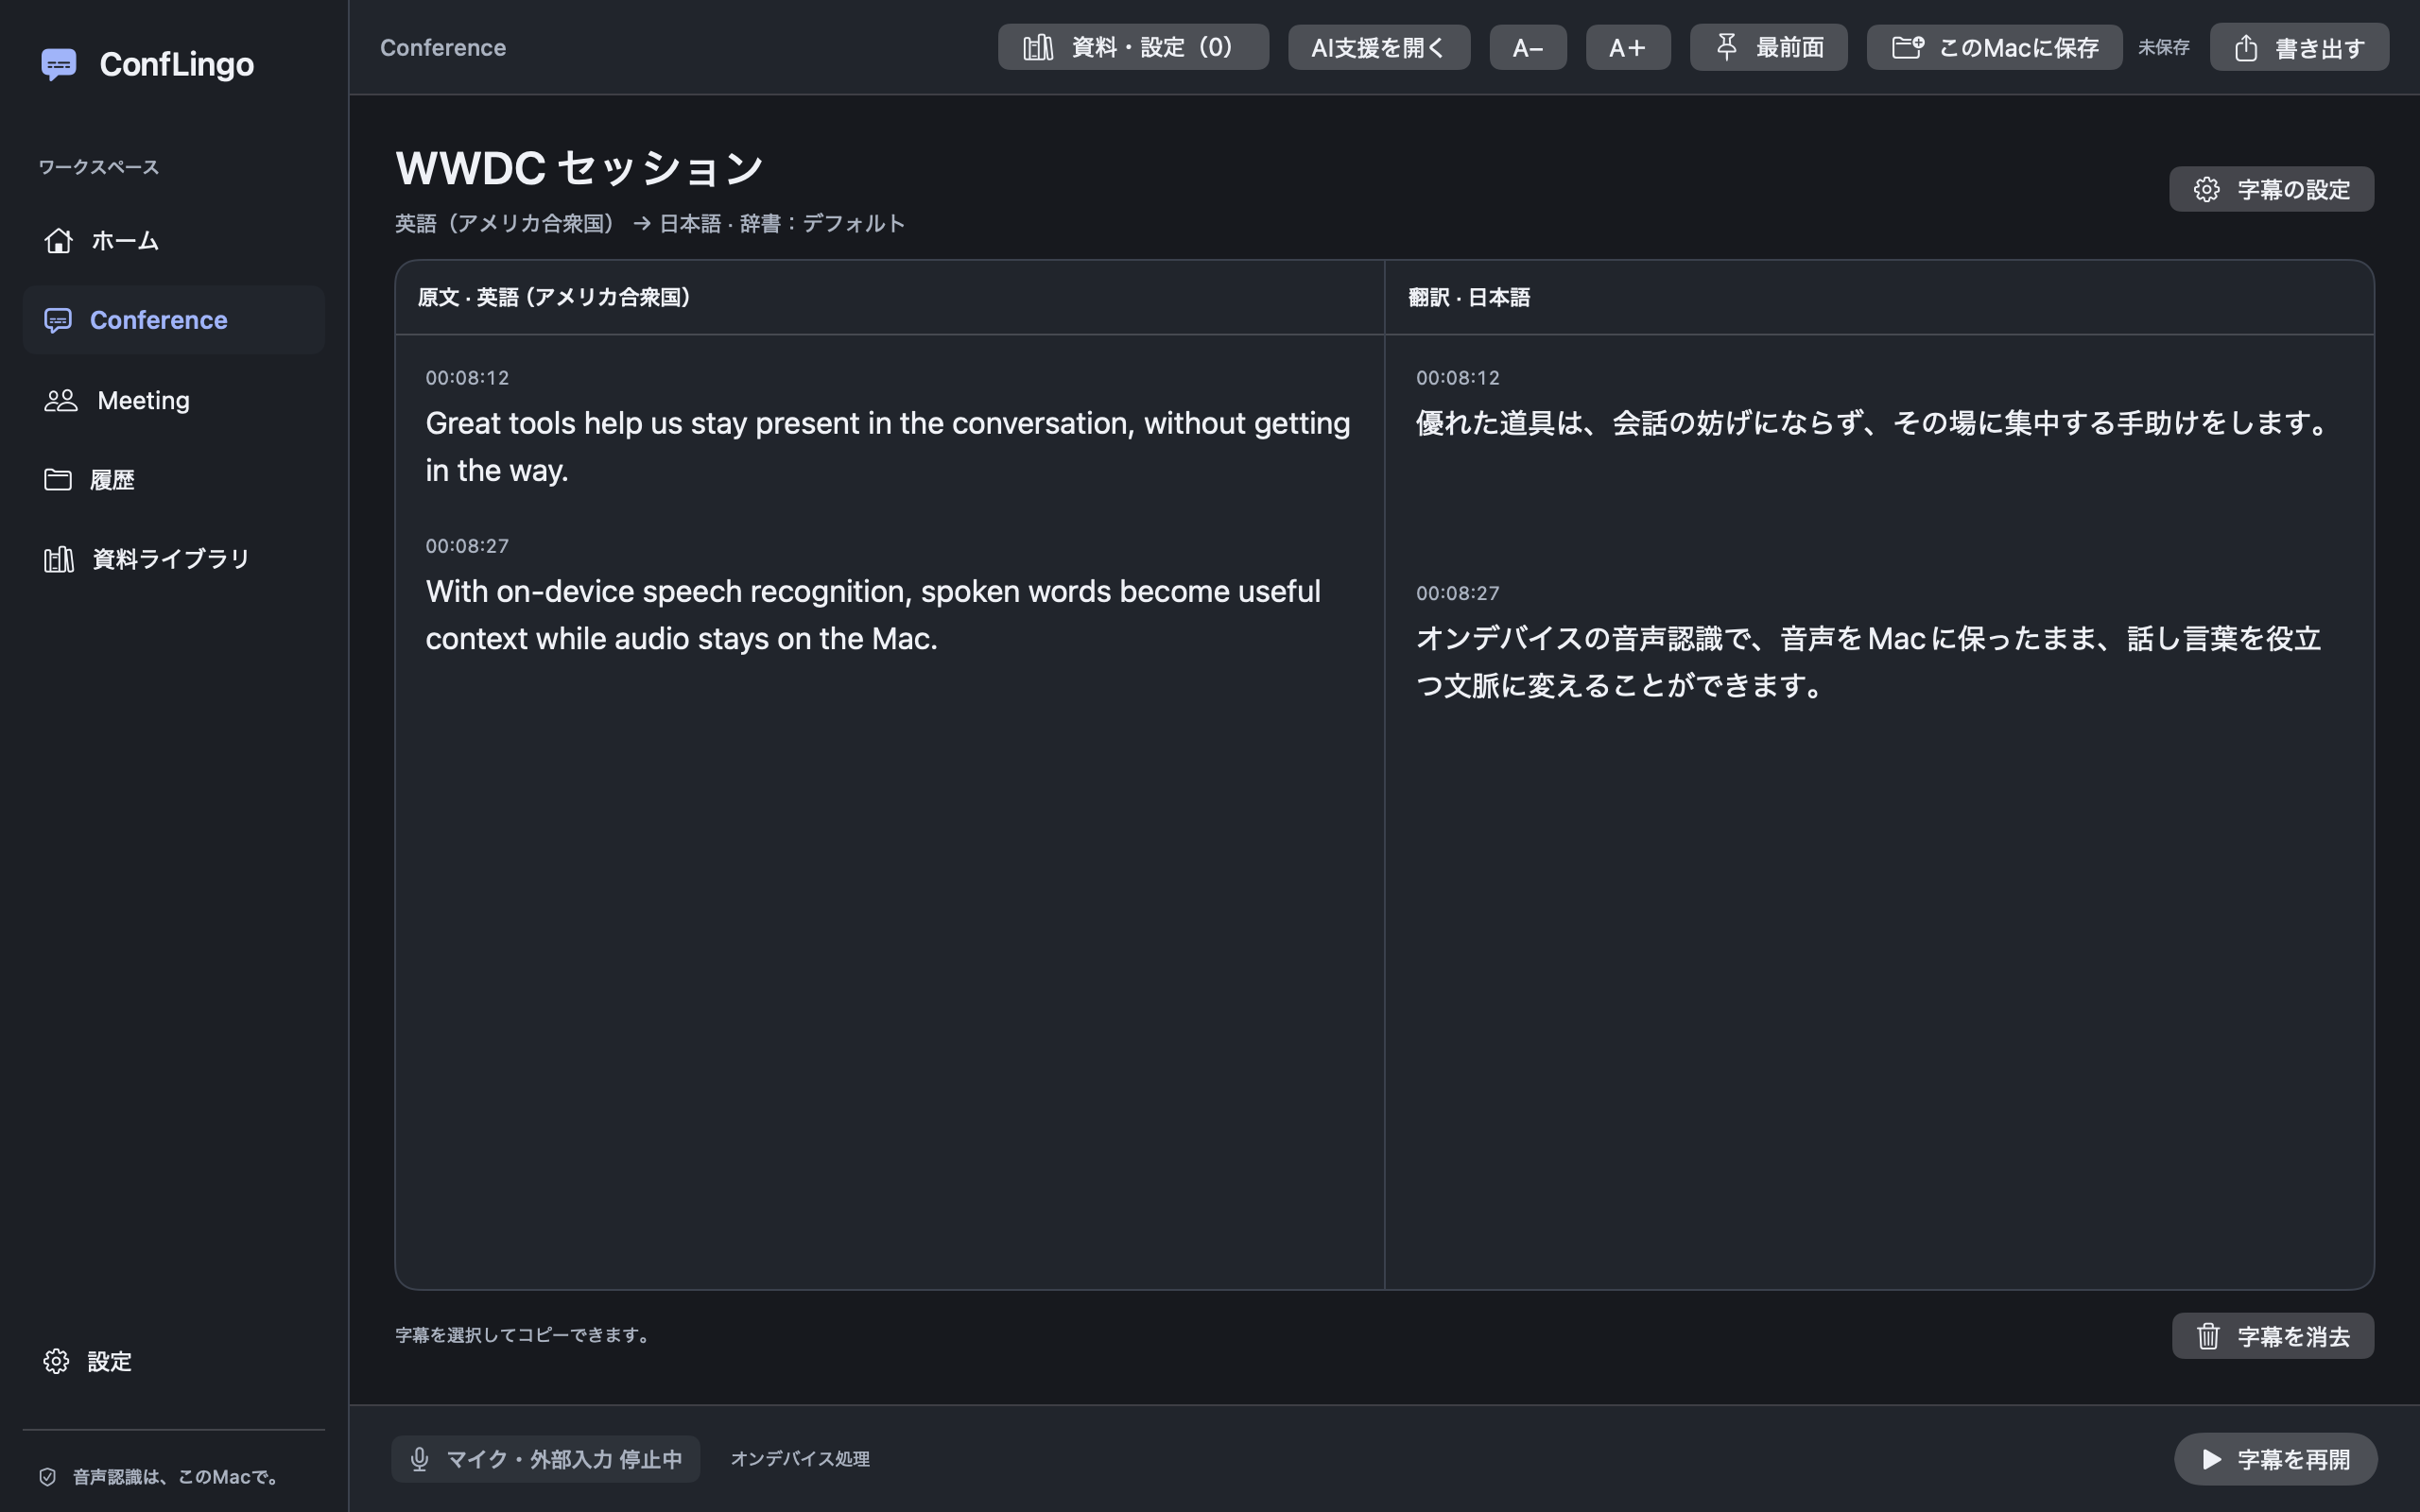 ConfLingo
ワークスペース
ホーム
Conference
Meeting
履歴
資料ライブラリ
設定
音声認識は、このMacで。
Conference
資料・設定（0）
AI支援を開く
A−
A＋
最前面
このMacに保存
未保存
書き出す
WWDC セッション
英語（アメリカ合衆国） → 日本語 · 辞書：デフォルト
字幕の設定
原文 · 英語（アメリカ合衆国）
00:08:12
Great tools help us stay present in the conversation, without getting
in the way.
00:08:27
With on-device speech recognition, spoken words become useful
context while audio stays on the Mac.
翻訳 · 日本語
00:08:12
優れた道具は、会話の妨げにならず、その場に集中する手助けをします。
00:08:27
オンデバイスの音声認識で、音声をMacに保ったまま、話し言葉を役立
つ文脈に変えることができます。
字幕を選択してコピーできます。
字幕を消去
マイク・外部入力 停止中
オンデバイス処理
字幕を再開